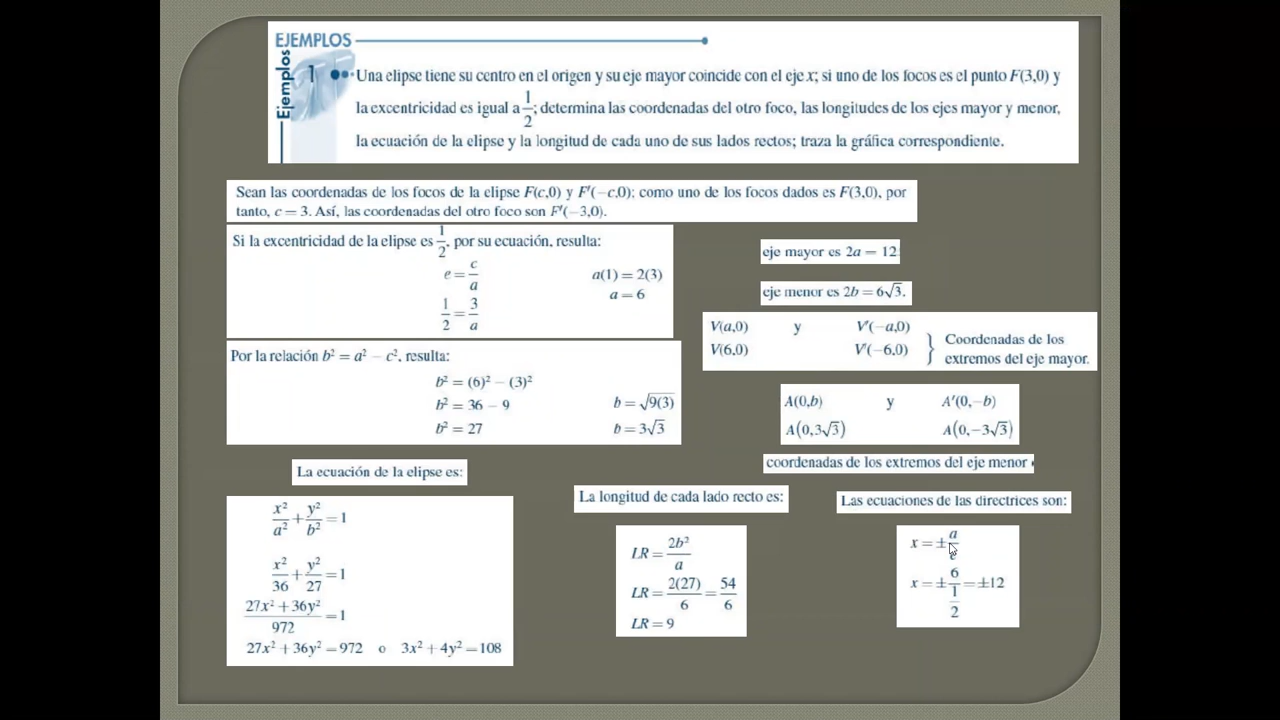 EJEMPLOS
Ejemplos
1
Una elipse tiene su centro en el origen y su eje mayor coincide con el eje x; si uno de los focos es el punto F(3,0) y
la excentricidad es igual a 1/2; determina las coordenadas del otro foco, las longitudes de los ejes mayor y menor,
la ecuación de la elipse y la longitud de cada uno de sus lados rectos; traza la gráfica correspondiente.
Sean las coordenadas de los focos de la elipse F(c,0) y F'(−c,0); como uno de los focos dados es F(3,0), por
tanto, c = 3. Así, las coordenadas del otro foco son F'(−3,0).
Si la excentricidad de la elipse es 1/2, por su ecuación, resulta:
e = c/a
1/2 = 3/a
a(1) = 2(3)
a = 6
Por la relación b² = a² − c², resulta:
b² = (6)² − (3)²
b² = 36 − 9
b² = 27
b = √9(3)
b = 3√3
eje mayor es 2a = 12
eje menor es 2b = 6√3.
V(a,0) y V'(−a,0)
V(6,0) V'(−6,0)
Coordenadas de los
extremos del eje mayor.
A(0,b) y A'(0,−b)
A(0,3√3) A(0,−3√3)
coordenadas de los extremos del eje menor
La ecuación de la elipse es:
x²/a² + y²/b² = 1
x²/36 + y²/27 = 1
27x² + 36y²/972 = 1
27x² + 36y² = 972 o 3x² + 4y² = 108
La longitud de cada lado recto es:
LR = 2b²/a
LR = 2(27)/6 = 54/6
LR = 9
Las ecuaciones de las directrices son:
x = ± a/e
x = ± 6/(1/2) = ±12